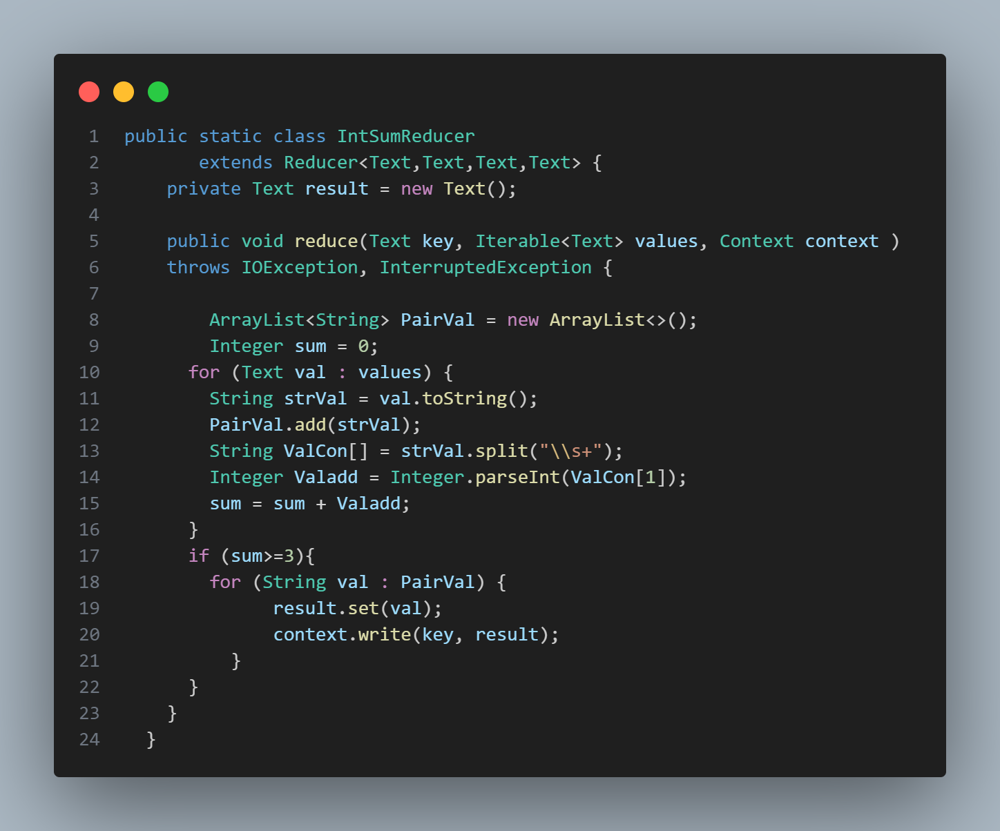 1 public static class IntSumReducer
2        extends Reducer<Text,Text,Text,Text> {
3     private Text result = new Text();
4
5     public void reduce(Text key, Iterable<Text> values, Context context )
6     throws IOException, InterruptedException {
7
8         ArrayList<String> PairVal = new ArrayList<>();
9         Integer sum = 0;
10       for (Text val : values) {
11         String strVal = val.toString();
12         PairVal.add(strVal);
13         String ValCon[] = strVal.split("\\s+");
14         Integer Valadd = Integer.parseInt(ValCon[1]);
15         sum = sum + Valadd;
16       }
17       if (sum>=3){
18         for (String val : PairVal) {
19               result.set(val);
20               context.write(key, result);
21           }
22       }
23     }
24   }